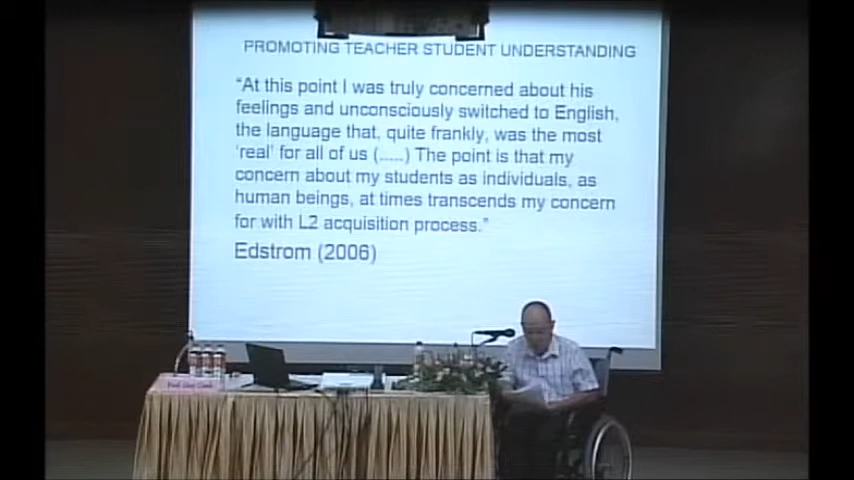 PROMOTING TEACHER STUDENT UNDERSTANDING
“At this point I was truly concerned about his
feelings and unconsciously switched to English,
the language that, quite frankly, was the most
‘real’ for all of us (.....) The point is that my
concern about my students as individuals, as
human beings, at times transcends my concern
for with L2 acquisition process.”
Edstrom (2006)
Prof.